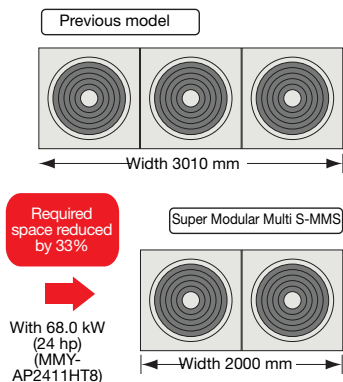 Previous model
Width 3010 mm
Required
space reduced
by 33%
Super Modular Multi S-MMS
With 68.0 kW
(24 hp)
(MMY-
AP2411HT8)
Width 2000 mm